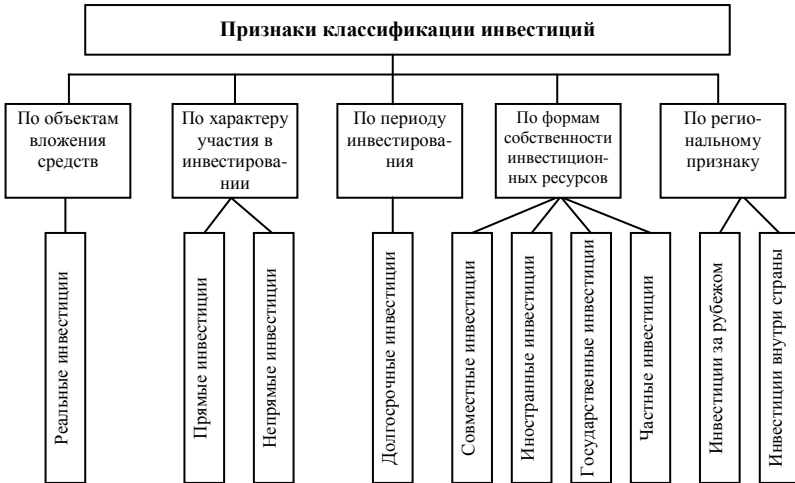 Признаки классификации инвестиций
По объектам
вложения
средств
По характеру
участия в
инвестирова-
нии
По периоду
инвестирова-
ния
По формам
собственности
инвестицион-
ных ресурсов
По регио-
нальному
признаку
Реальные инвестиции
Прямые инвестиции
Непрямые инвестиции
Долгосрочные инвестиции
Совместные инвестиции
Иностранные инвестиции
Государственные инвестиции
Частные инвестиции
Инвестиции за рубежом
Инвестиции внутри страны